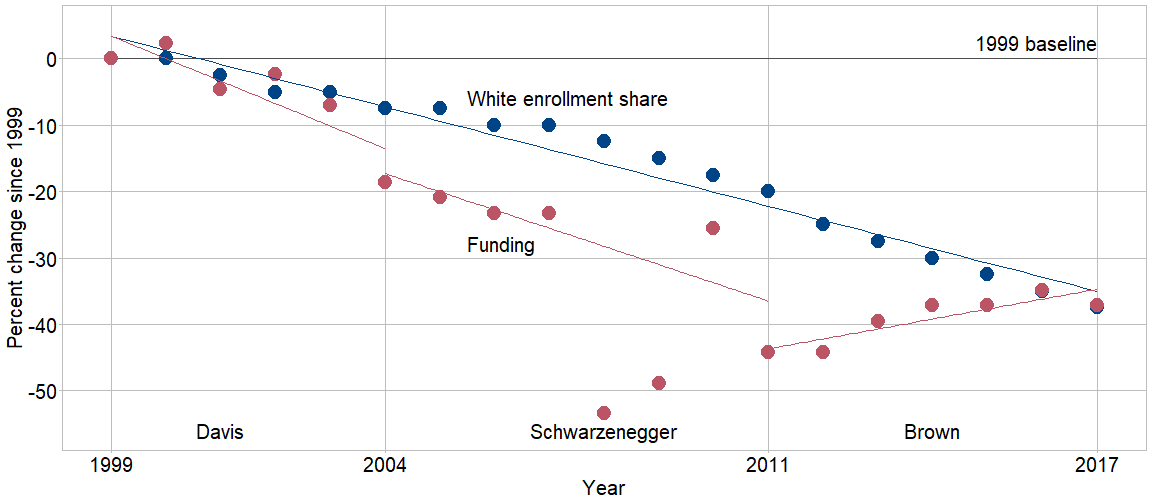 1999 baseline
0
White enrollment share
-10
-20
Funding
-30
-40
-50
Percent change since 1999
Davis
Schwarzenegger
Brown
1999
2004
2011
2017
Year